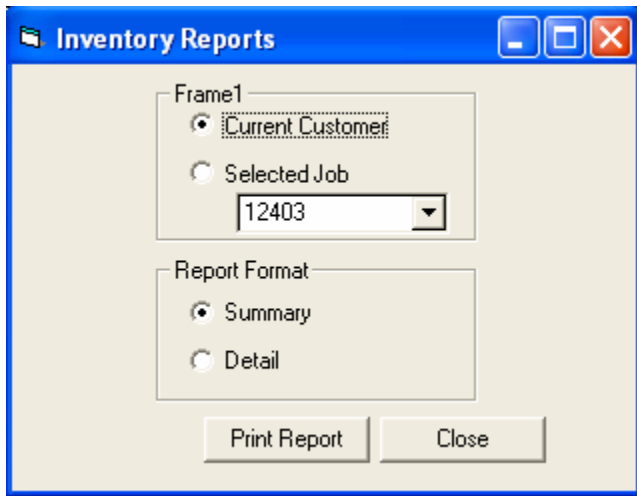 Inventory Reports
Frame1
Current Customer
Selected Job
12403
Report Format
Summary
Detail
Print Report Close